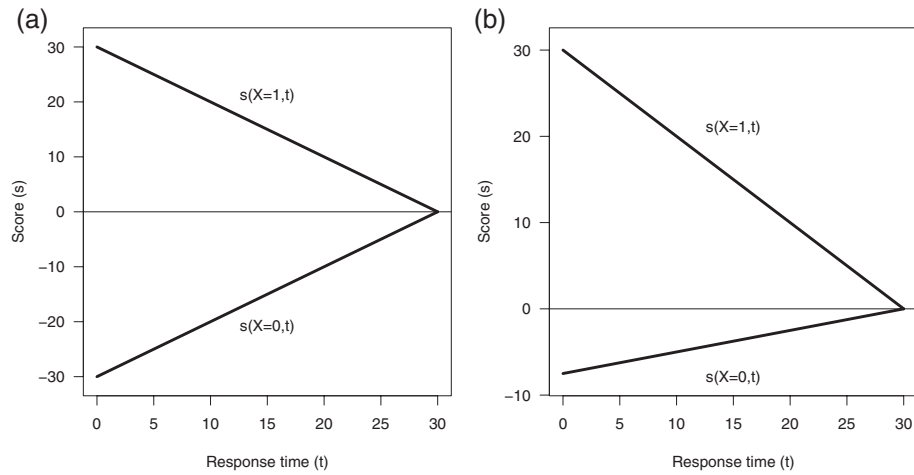 (a)
30
20
10
0
−10
−20
−30
Score (s)
s(X=1,t)
s(X=0,t)
0 5 10 15 20 25 30
Response time (t)
(b)
30
20
10
0
−10
Score (s)
s(X=1,t)
s(X=0,t)
0 5 10 15 20 25 30
Response time (t)